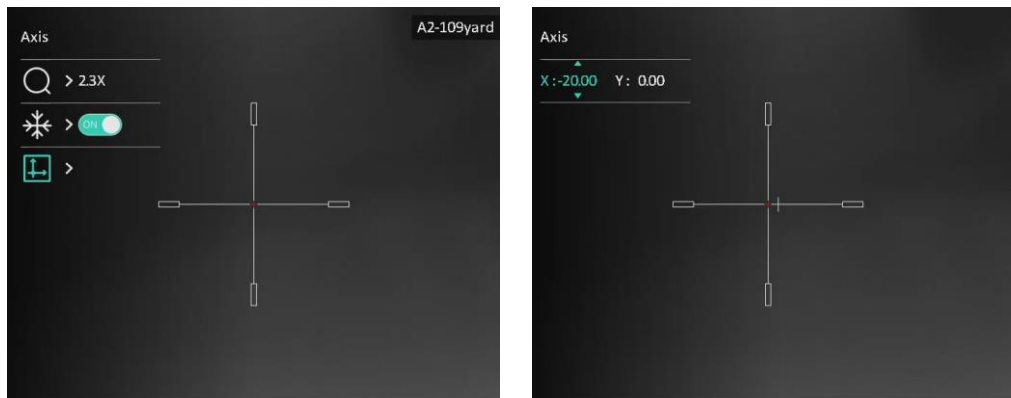 Axis
A2-109yard
> 2.3X
> ON
>
Axis
X :-20.00 Y : 0.00